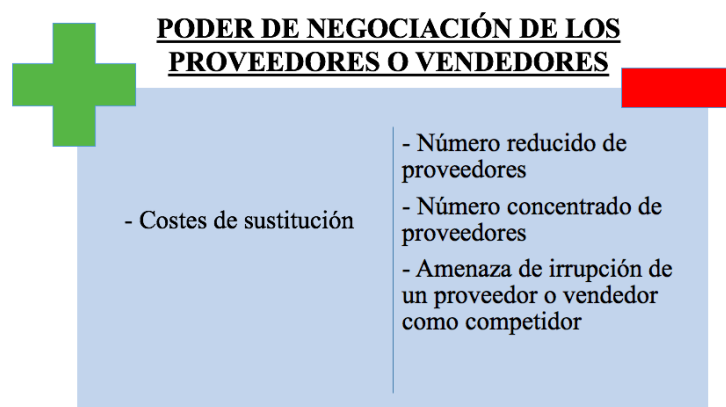 PODER DE NEGOCIACIÓN DE LOS
PROVEEDORES O VENDEDORES
- Costes de sustitución
- Número reducido de
proveedores
- Número concentrado de
proveedores
- Amenaza de irrupción de
un proveedor o vendedor
como competidor